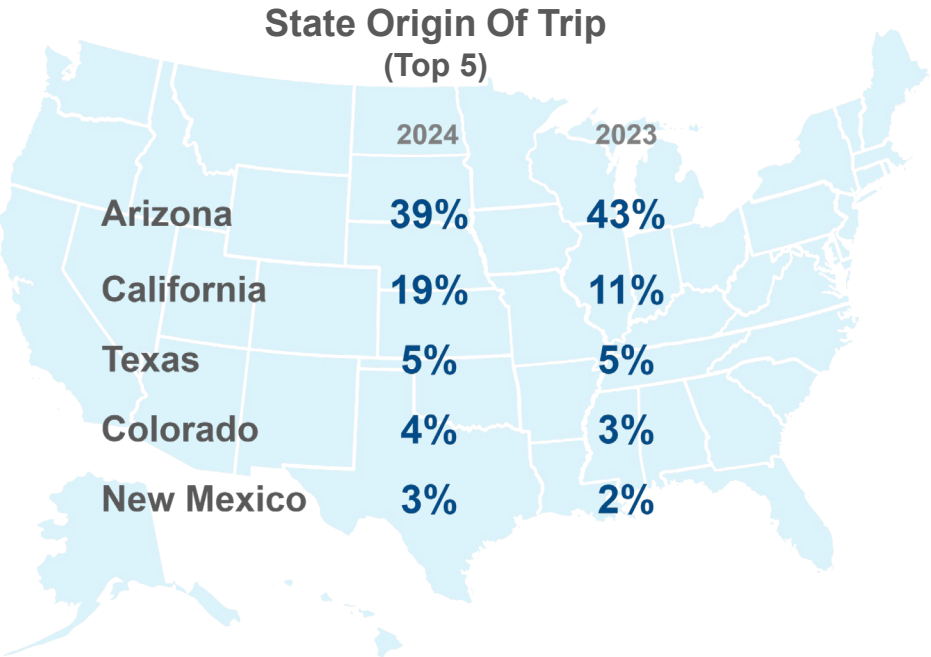 State Origin Of Trip
(Top 5)
2024 2023
Arizona 39% 43%
California 19% 11%
Texas 5% 5%
Colorado 4% 3%
New Mexico 3% 2%